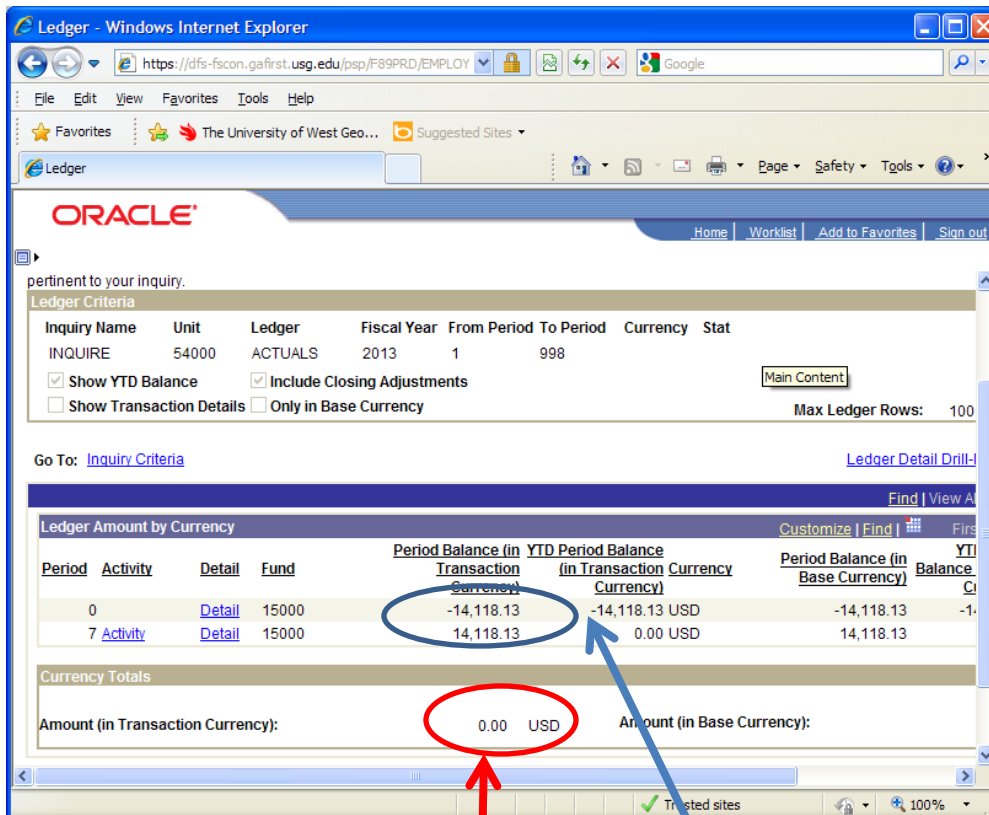 Ledger - Windows Internet Explorer
https://dfs-fscon.gafirst.usg.edu/psp/F89PRD/EMPLOY
Google
File Edit View Favorites Tools Help
Favorites The University of West Geo... Suggested Sites
Ledger Page Safety Tools
ORACLE
Home Worklist Add to Favorites Sign out
pertinent to your inquiry.
Ledger Criteria
Inquiry Name Unit Ledger Fiscal Year From Period To Period Currency Stat
INQUIRE 54000 ACTUALS 2013 1 998
Show YTD Balance Include Closing Adjustments Main Content
Show Transaction Details Only in Base Currency Max Ledger Rows: 100
Go To: Inquiry Criteria Ledger Detail Drill-
Find | View Al
Ledger Amount by Currency Customize | Find | Firs
Period Balance (in YTD Period Balance YT
Period Activity Detail Fund Transaction (in Transaction Currency Period Balance (in Balance
Currency) Currency) Base Currency) C
0 Detail 15000 -14,118.13 -14,118.13 USD -14,118.13 -14
7 Activity Detail 15000 14,118.13 0.00 USD 14,118.13
Currency Totals
Amount (in Transaction Currency): 0.00 USD Amount (in Base Currency):
Trusted sites 100%